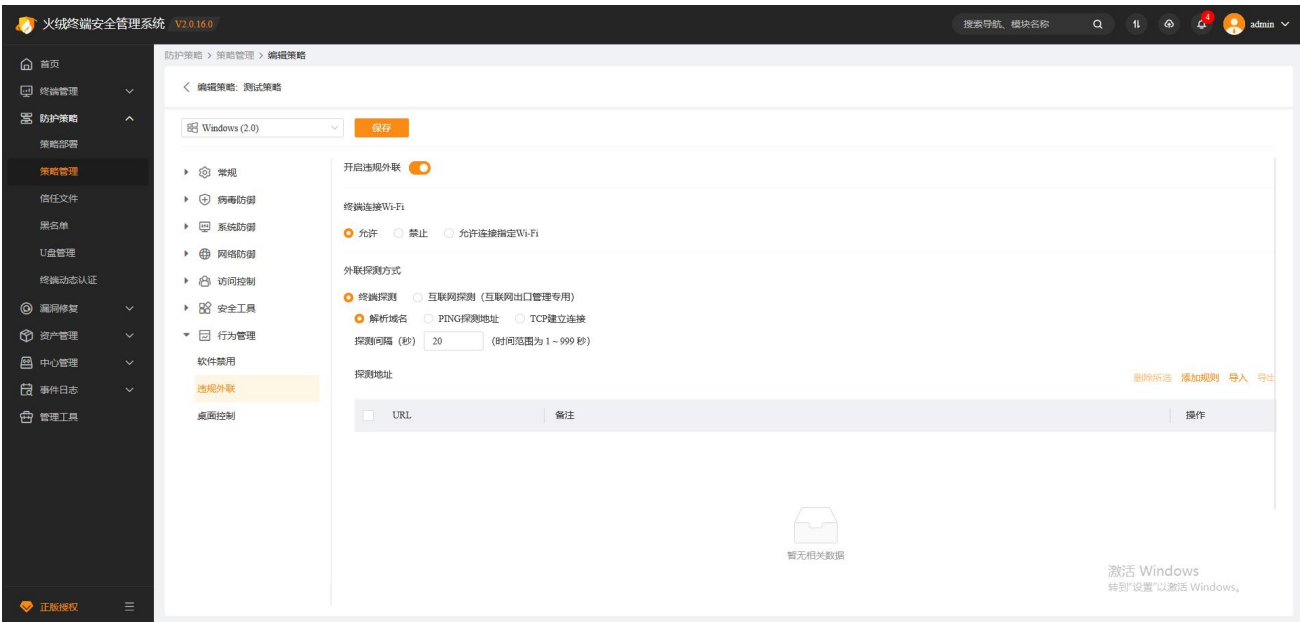 火绒终端安全管理系统 V2.0.16.0
搜索导航、模块名称
4
admin
首页
终端管理
防护策略
策略部署
策略管理
信任文件
黑名单
U盘管理
终端动态认证
漏洞修复
资产管理
中心管理
事件日志
管理工具
正版授权
防护策略 > 策略管理 > 编辑策略
编辑策略: 测试策略
Windows (2.0)
保存
常规
病毒防御
系统防御
网络防御
访问控制
安全工具
行为管理
软件禁用
违规外联
桌面控制
开启违规外联
终端连接Wi-Fi
允许 禁止 允许连接指定Wi-Fi
外联探测方式
终端探测 互联网探测（互联网出口管理专用）
解析域名 PING探测地址 TCP建立连接
探测间隔（秒） 20 （时间范围为 1 ~ 999 秒）
探测地址
删除所选 添加规则 导入 导出
URL 备注 操作
暂无相关数据
激活 Windows
转到"设置"以激活 Windows。